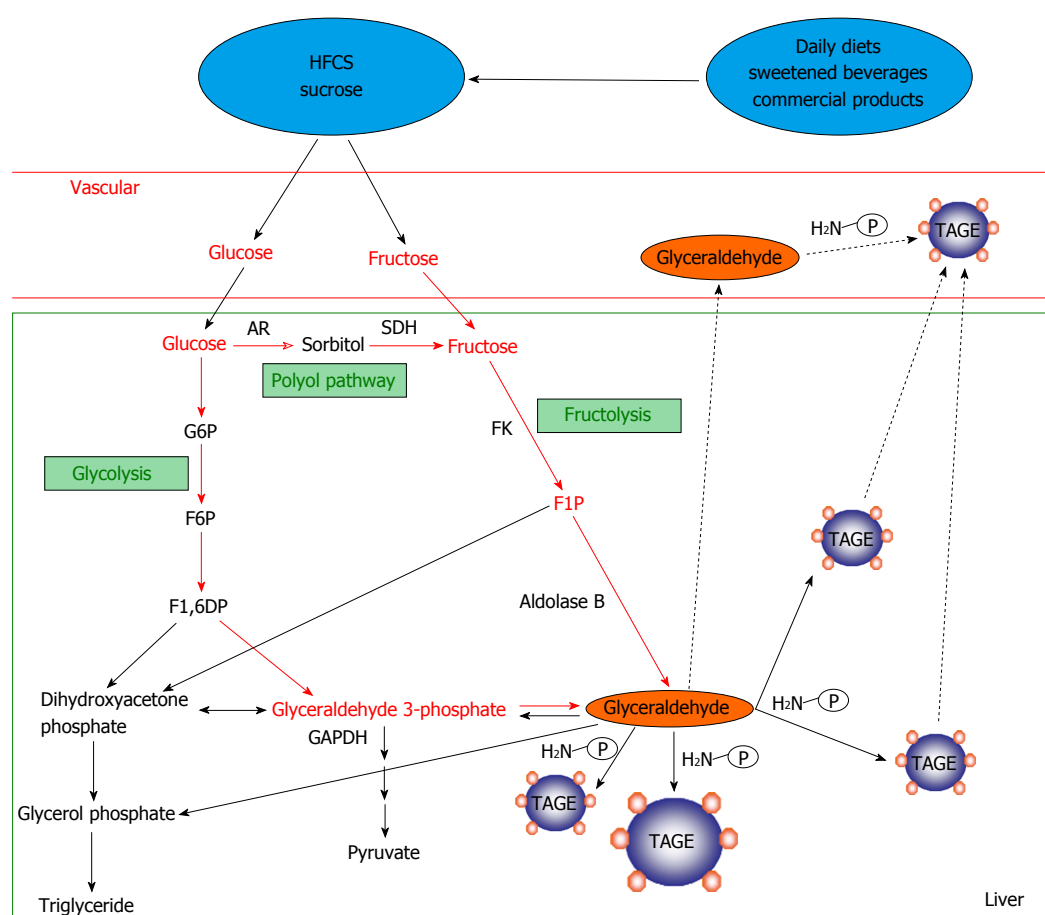 HFCS
sucrose
Daily diets
sweetened beverages
commercial products
Vascular
Glucose
Fructose
Glyceraldehyde
H₂N
P
TAGE
Glucose
AR
Sorbitol
SDH
Fructose
Polyol pathway
Fructolysis
G6P
FK
Glycolysis
F1P
F6P
TAGE
F1,6DP
Aldolase B
Dihydroxyacetone
phosphate
Glyceraldehyde 3-phosphate
Glyceraldehyde
H₂N
P
GAPDH
H₂N
P
H₂N
P
TAGE
TAGE
Glycerol phosphate
TAGE
Pyruvate
Triglyceride
Liver